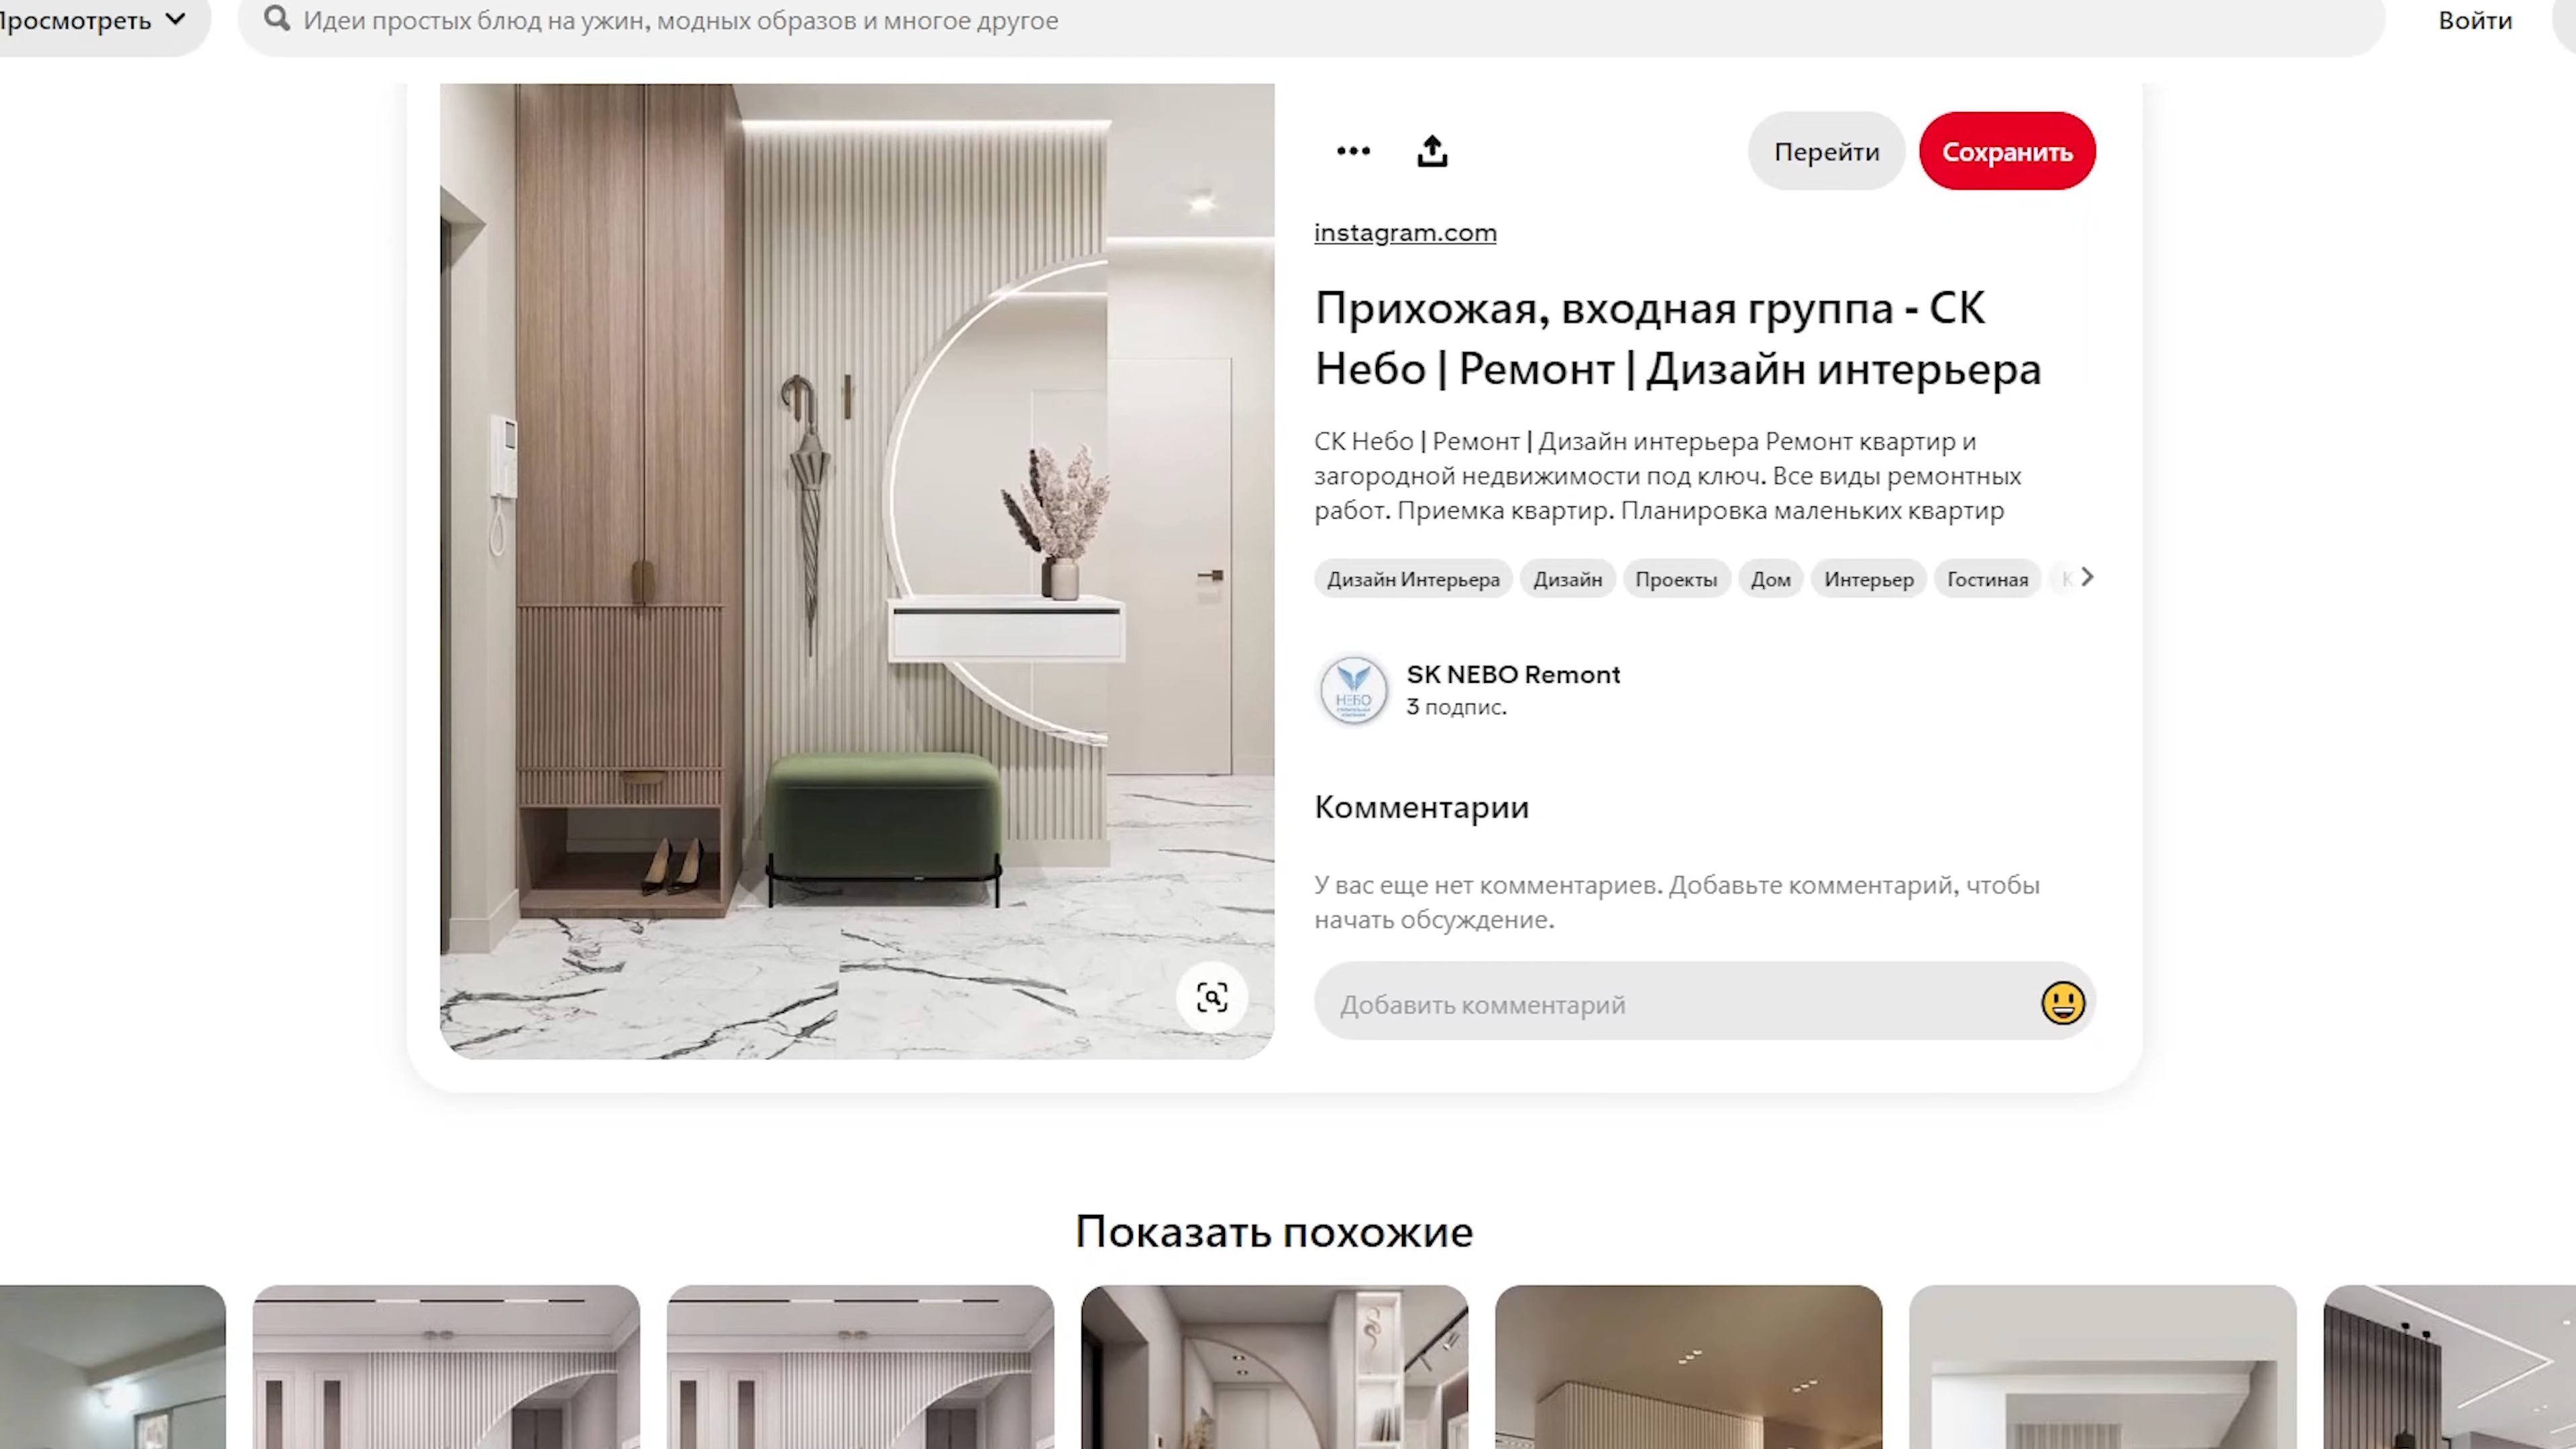 Просмотреть
Идеи простых блюд на ужин, модных образов и многое другое
Войти
Перейти
Сохранить
instagram.com
Прихожая, входная группа - СК
Небо | Ремонт | Дизайн интерьера
СК Небо | Ремонт | Дизайн интерьера Ремонт квартир и
загородной недвижимости под ключ. Все виды ремонтных
работ. Приемка квартир. Планировка маленьких квартир
Дизайн Интерьера Дизайн Проекты Дом Интерьер Гостиная К
НЕБО
SK NEBO Remont
3 подпис.
Комментарии
У вас еще нет комментариев. Добавьте комментарий, чтобы
начать обсуждение.
Добавить комментарий
Показать похожие